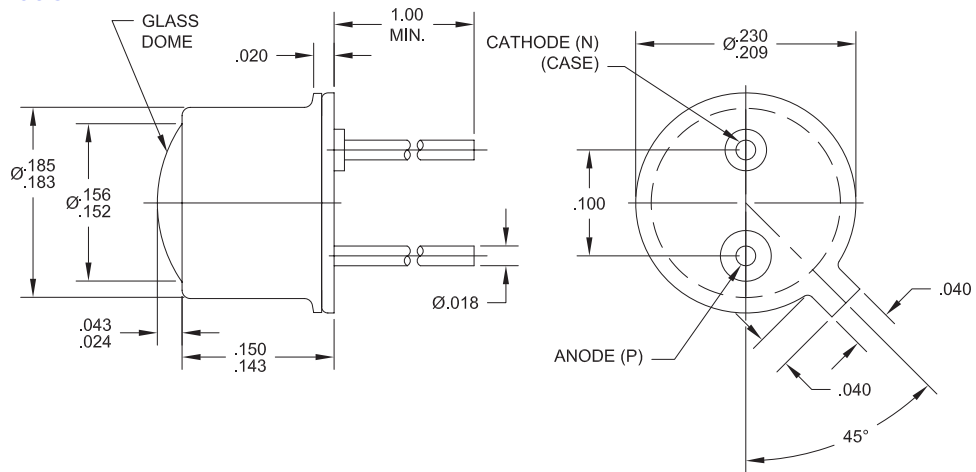 GLASS
DOME
.020
1.00
MIN.
CATHODE (N)
(CASE)
Ø.230
.209
Ø.185
.183
Ø.156
.152
.100
Ø.018
.043
.024
.150
.143
ANODE (P)
.040
.040
45°